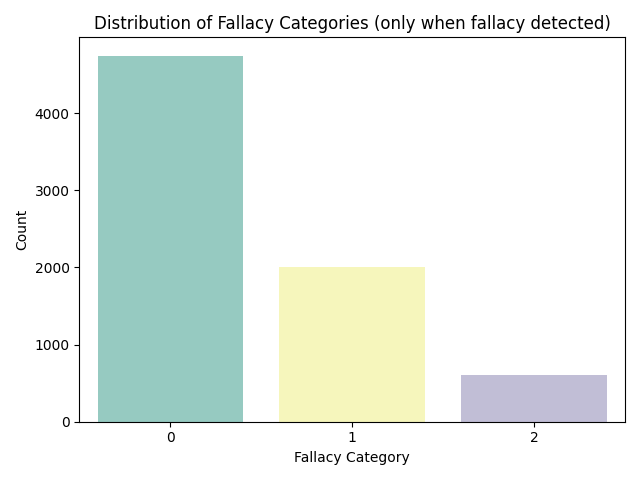 Distribution of Fallacy Categories (only when fallacy detected)
4000
3000
2000
1000
0
Count
0 1 2
Fallacy Category